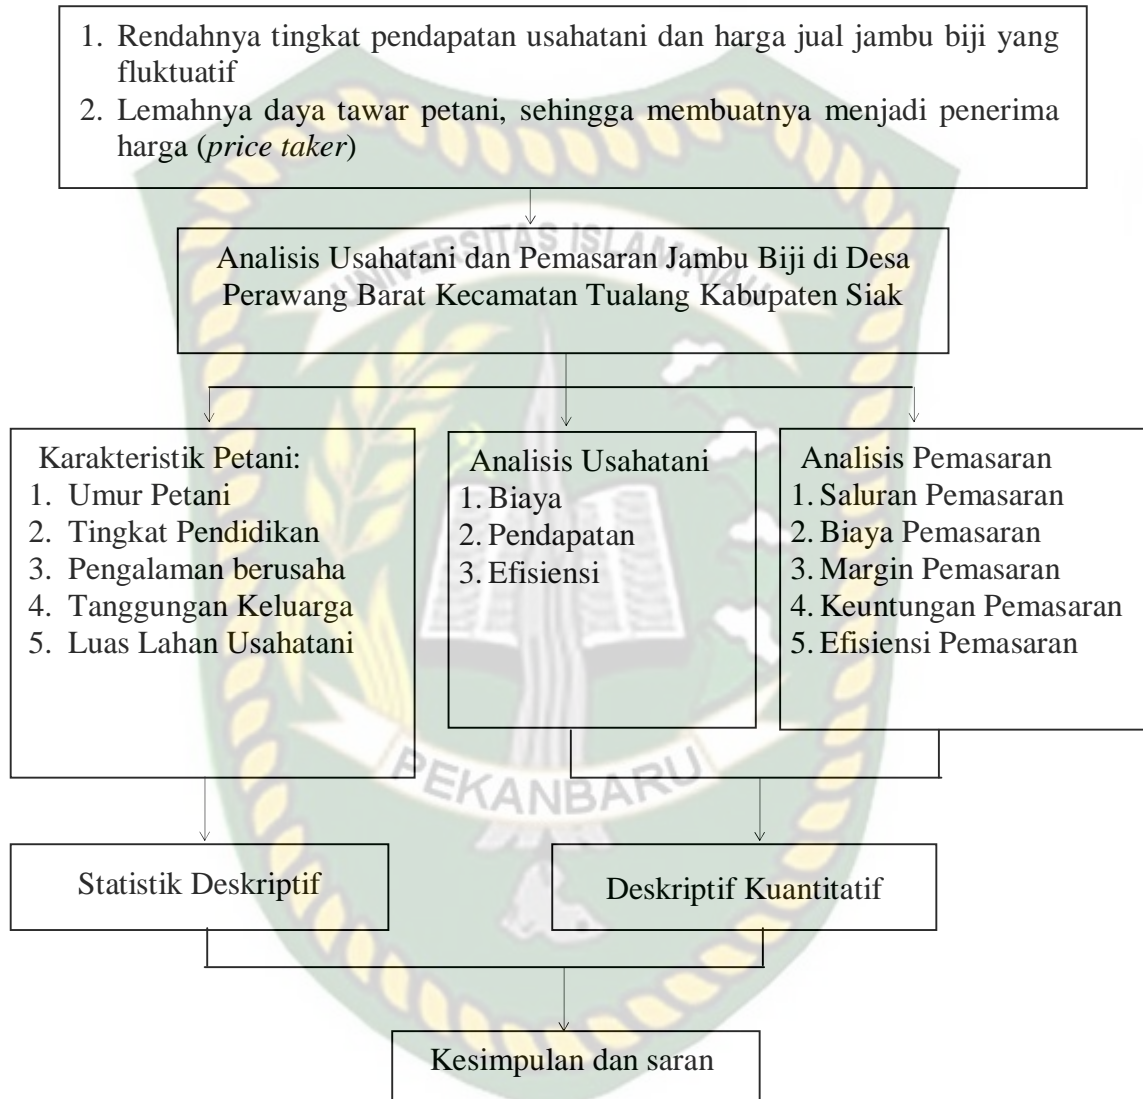 1. Rendahnya tingkat pendapatan usahatani dan harga jual jambu biji yang
fluktuatif
2. Lemahnya daya tawar petani, sehingga membuatnya menjadi penerima
harga (price taker)
UNIVERSITAS ISLAM RIAU
Analisis Usahatani dan Pemasaran Jambu Biji di Desa
Perawang Barat Kecamatan Tualang Kabupaten Siak
Karakteristik Petani:
1. Umur Petani
2. Tingkat Pendidikan
3. Pengalaman berusaha
4. Tanggungan Keluarga
5. Luas Lahan Usahatani
Analisis Usahatani
1. Biaya
2. Pendapatan
3. Efisiensi
Analisis Pemasaran
1. Saluran Pemasaran
2. Biaya Pemasaran
3. Margin Pemasaran
4. Keuntungan Pemasaran
5. Efisiensi Pemasaran
PEKANBARU
Statistik Deskriptif
Deskriptif Kuantitatif
Kesimpulan dan saran